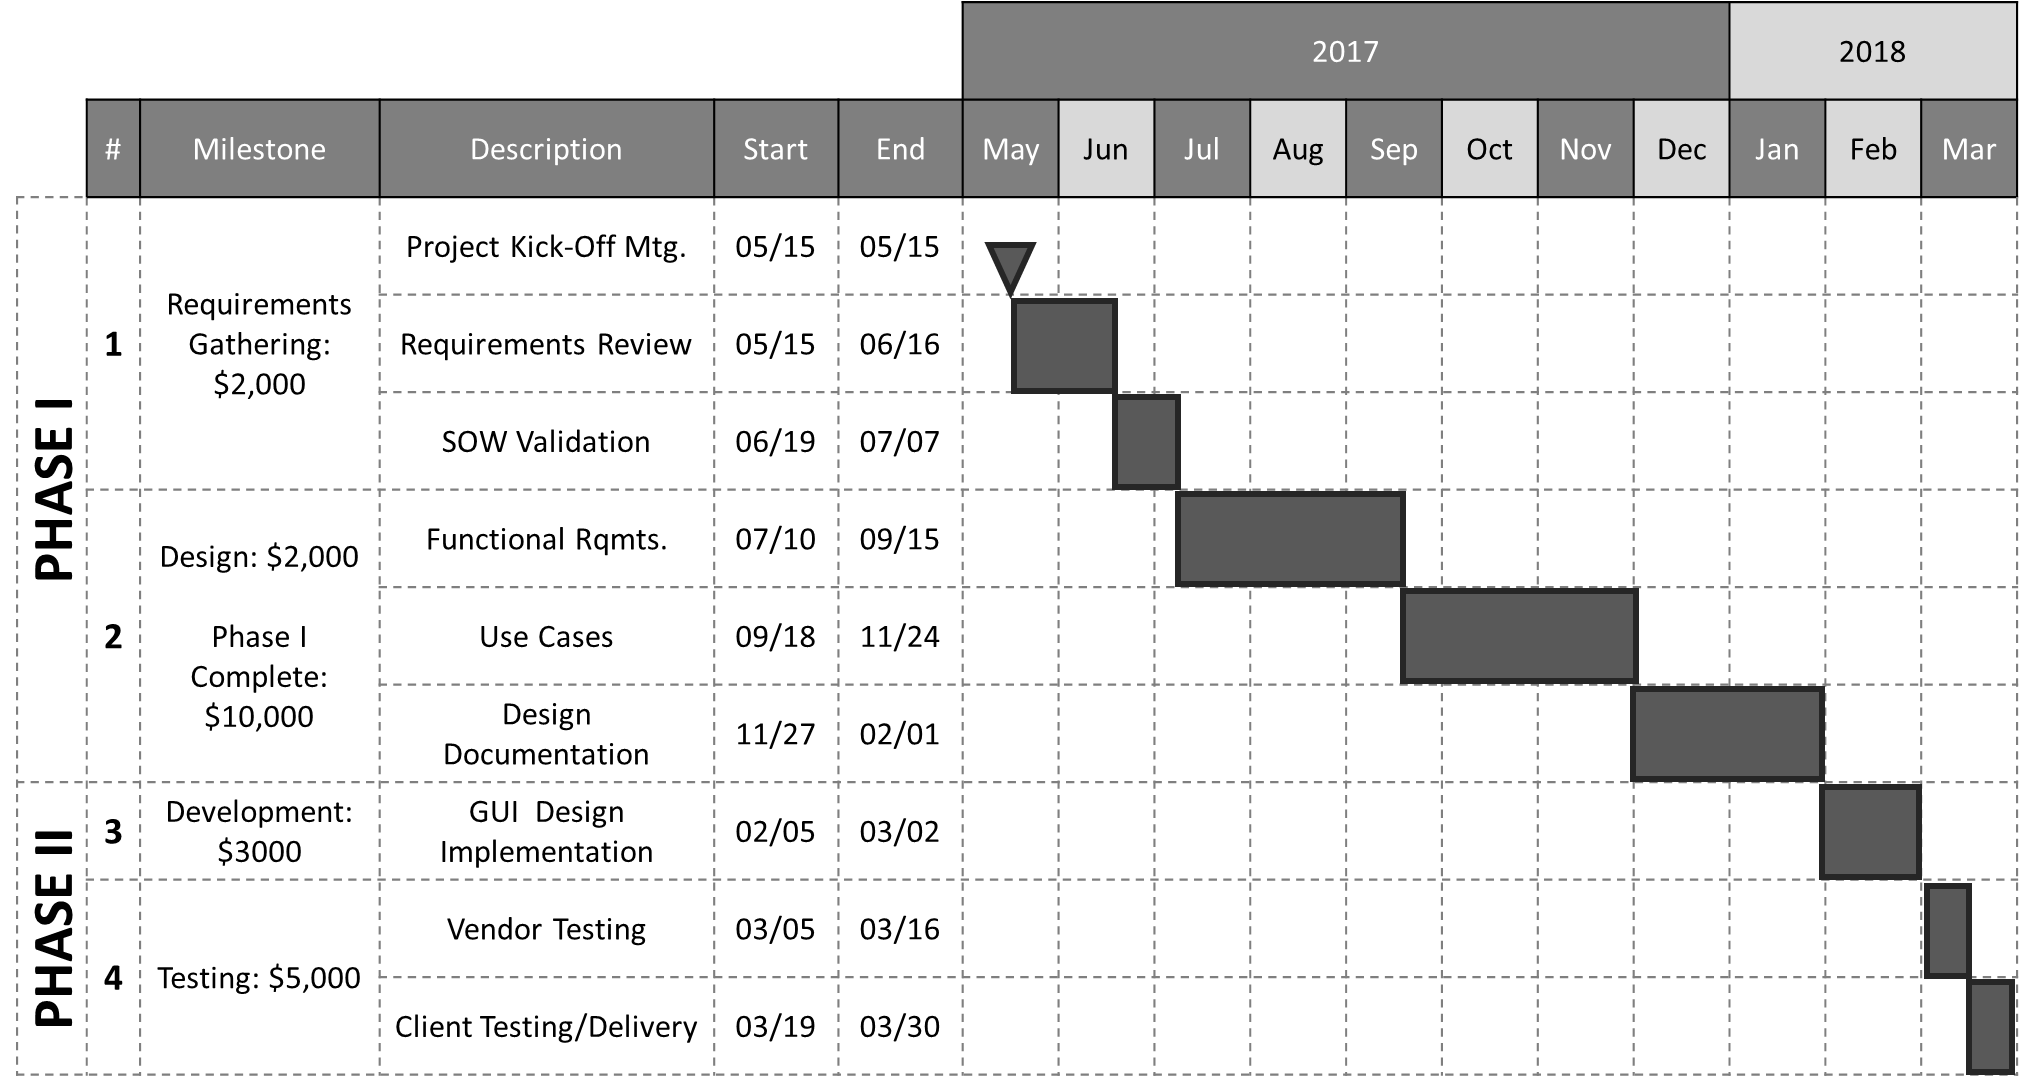 2017 2018
# Milestone Description Start End May Jun Jul Aug Sep Oct Nov Dec Jan Feb Mar
PHASE I
1
Requirements
Gathering:
$2,000
Project Kick-Off Mtg. 05/15 05/15
Requirements Review 05/15 06/16
SOW Validation 06/19 07/07
2
Design: $2,000
Phase I
Complete:
$10,000
Functional Rqmts. 07/10 09/15
Use Cases 09/18 11/24
Design
Documentation 11/27 02/01
PHASE II
3
Development:
$3000
GUI Design
Implementation 02/05 03/02
4
Testing: $5,000
Vendor Testing 03/05 03/16
Client Testing/Delivery 03/19 03/30